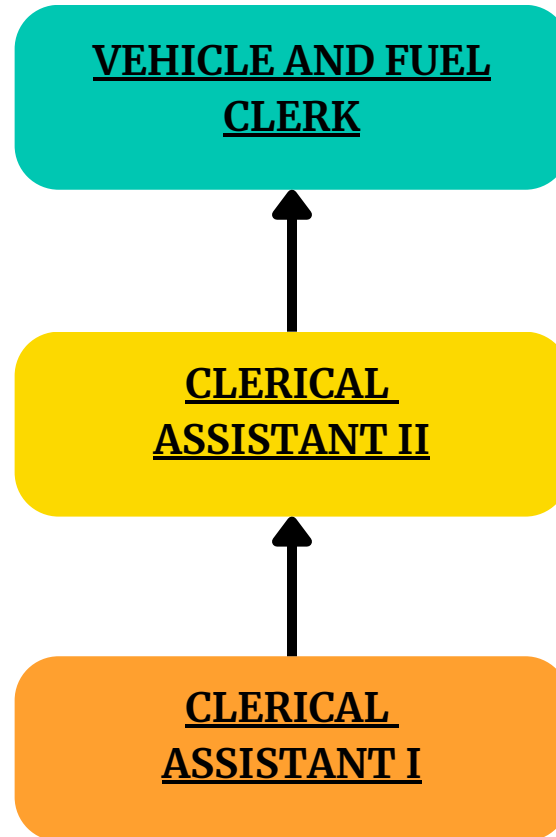 VEHICLE AND FUEL
CLERK
CLERICAL
ASSISTANT II
CLERICAL
ASSISTANT I